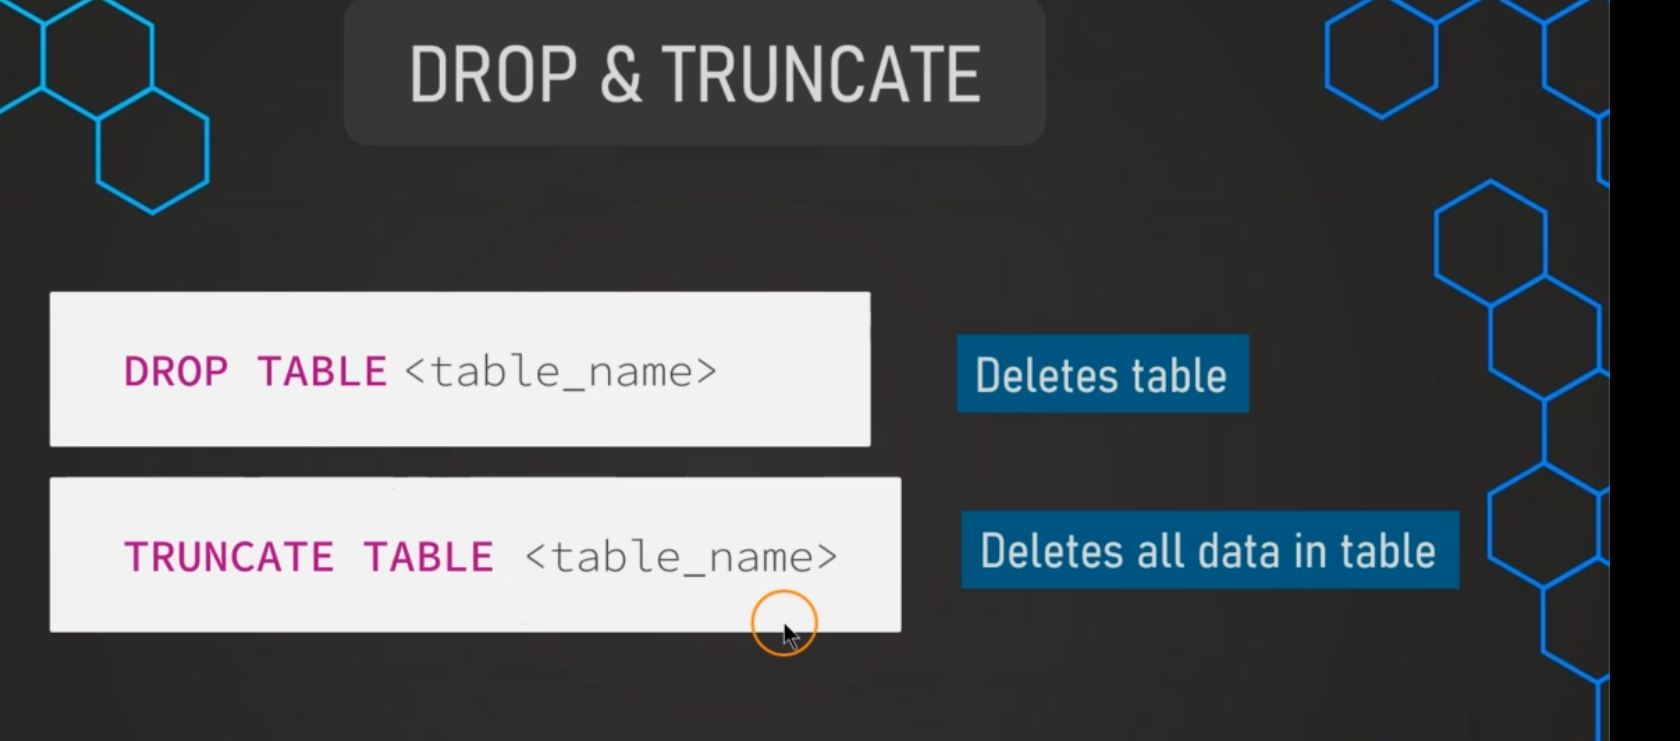 DROP & TRUNCATE
DROP TABLE <table_name>
Deletes table
TRUNCATE TABLE <table_name>
Deletes all data in table